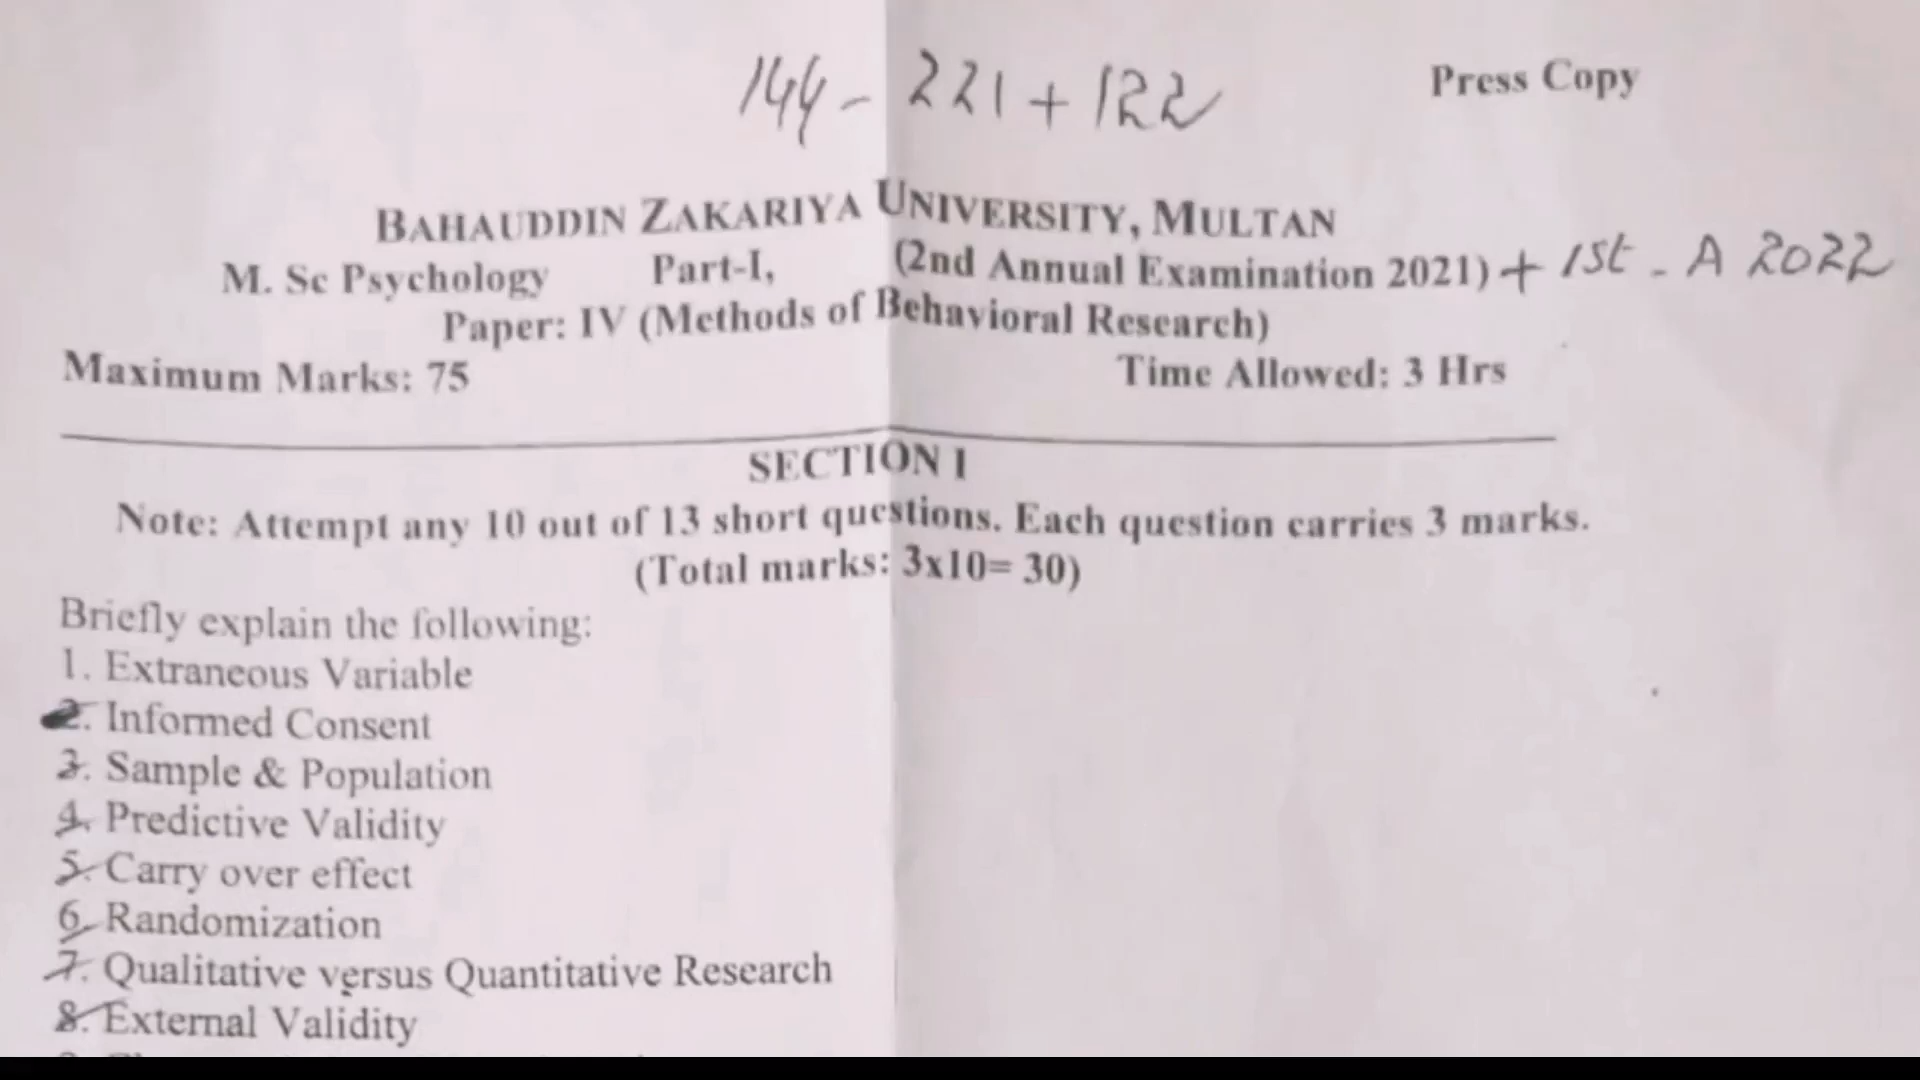 144 - 221 + 122
Press Copy
BAHAUDDIN ZAKARIYA UNIVERSITY, MULTAN
M. Sc Psychology Part-I, (2nd Annual Examination 2021) + 1st - A 2022
Paper: IV (Methods of Behavioral Research)
Maximum Marks: 75 Time Allowed: 3 Hrs
SECTION I
Note: Attempt any 10 out of 13 short questions. Each question carries 3 marks.
(Total marks: 3x10= 30)
Briefly explain the following:
1. Extraneous Variable
2. Informed Consent
3. Sample & Population
4. Predictive Validity
5. Carry over effect
6. Randomization
7. Qualitative versus Quantitative Research
8. External Validity